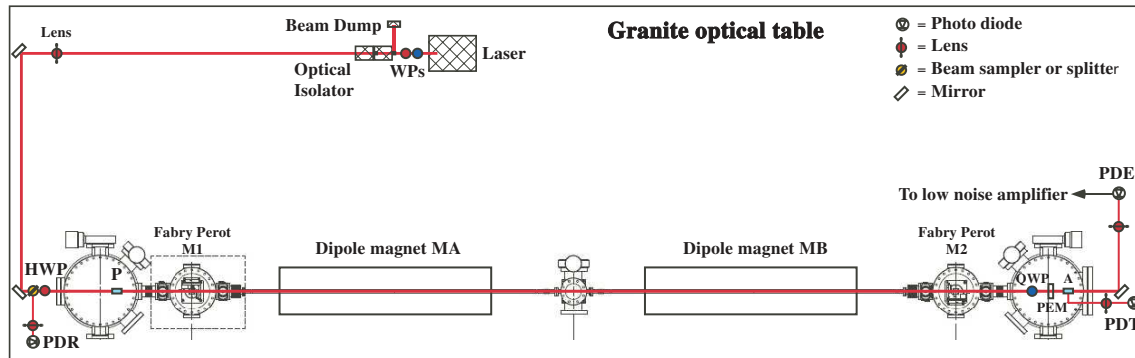 Granite optical table
= Photo diode
= Lens
= Beam sampler or splitter
= Mirror
Lens
Beam Dump
Laser
WPs
Optical
Isolator
PDE
To low noise amplifier
Fabry Perot
M1
Dipole magnet MA
Dipole magnet MB
Fabry Perot
M2
HWP
P
QWP
A
PEM
PDT
PDR